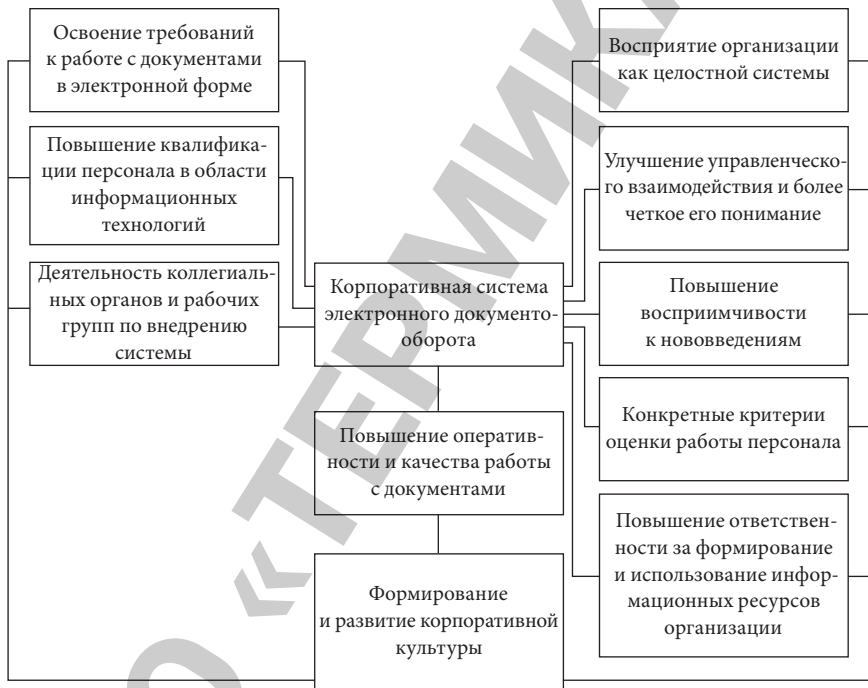 Освоение требований
к работе с документами
в электронной форме
Повышение квалифика-
ции персонала в области
информационных
технологий
Деятельность коллегиаль-
ных органов и рабочих
групп по внедрению
системы
Корпоративная система
электронного документо-
оборота
Повышение оператив-
ности и качества работы
с документами
Формирование
и развитие корпоративной
культуры
Восприятие организации
как целостной системы
Улучшение управленческо-
го взаимодействия и более
четкое его понимание
Повышение
восприимчивости
к нововведениям
Конкретные критерии
оценки работы персонала
Повышение ответствен-
ности за формирование
и использование инфор-
мационных ресурсов
организации
О «ТЕРМИКА